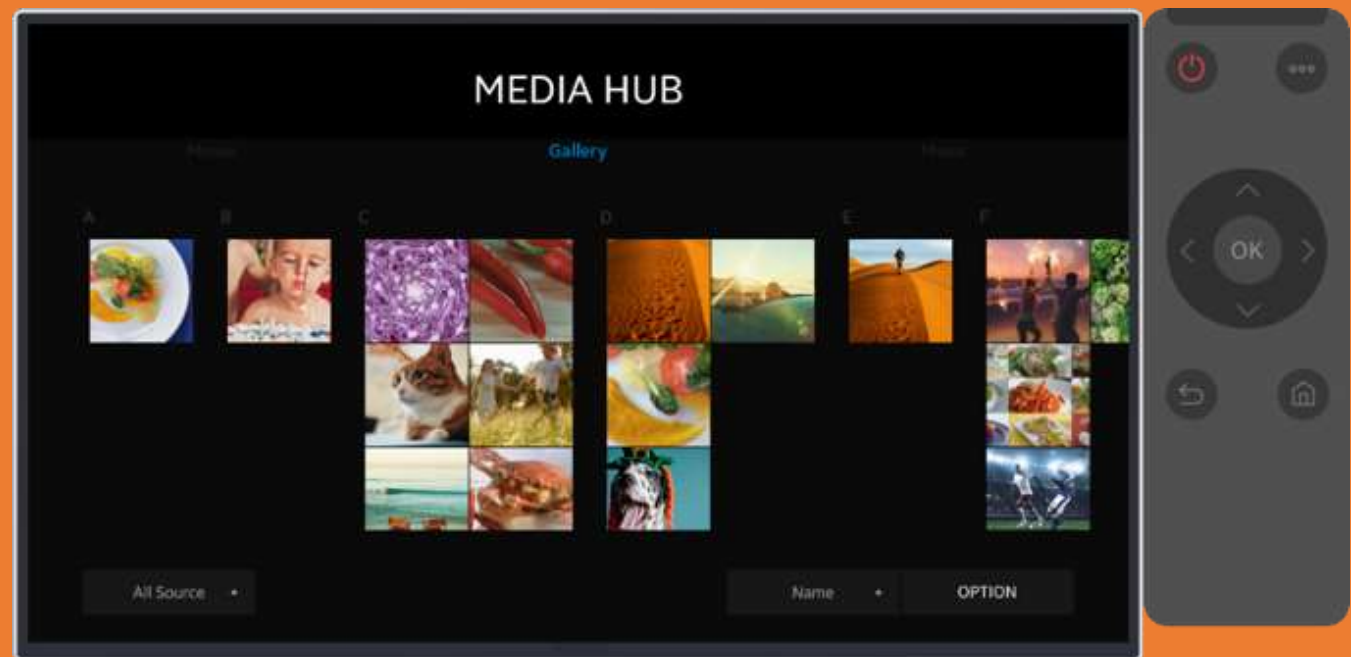 MEDIA HUB
Gallery
A B C D E F
All Source
Name
OPTION
OK